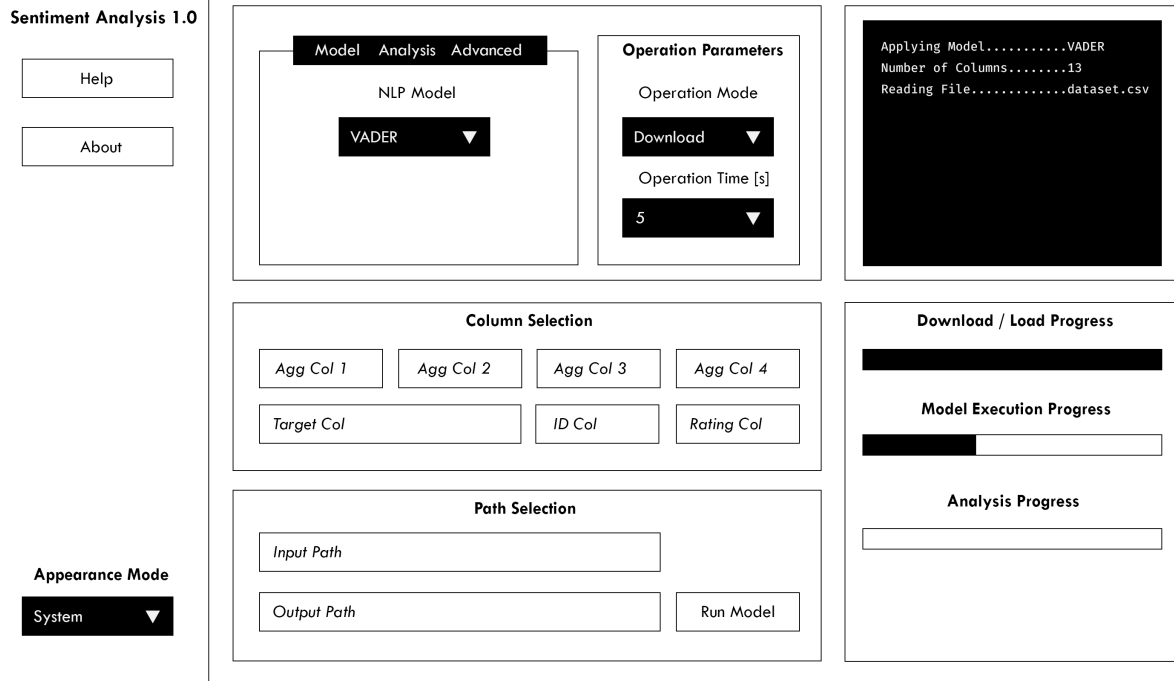 Sentiment Analysis 1.0
Help
About
Appearance Mode
System
Model Analysis Advanced
NLP Model
VADER
Operation Parameters
Operation Mode
Download
Operation Time [s]
5
Applying Model...........VADER
Number of Columns........13
Reading File.............dataset.csv
Column Selection
Agg Col 1 Agg Col 2 Agg Col 3 Agg Col 4
Target Col ID Col Rating Col
Path Selection
Input Path
Output Path Run Model
Download / Load Progress
Model Execution Progress
Analysis Progress